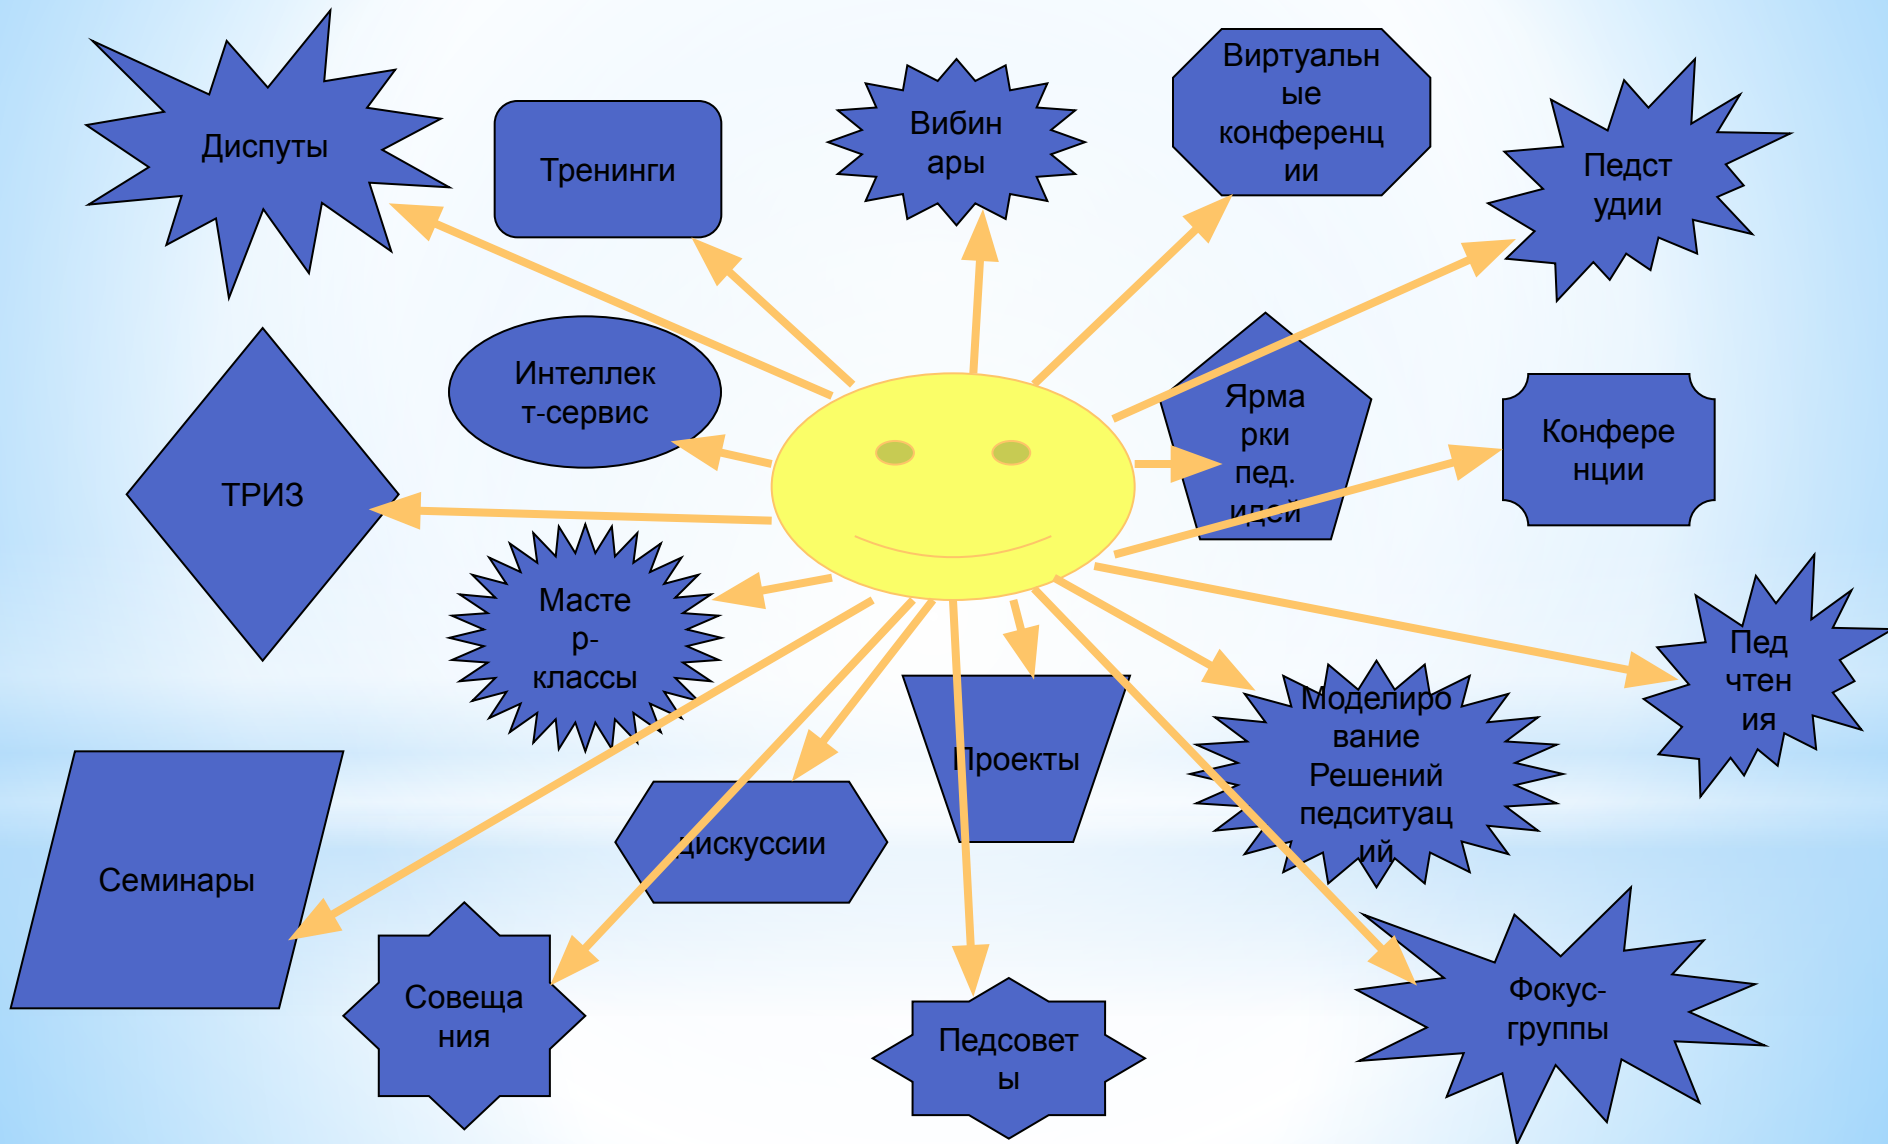 Диспуты
Тренинги
Вибин
ары
Виртуальн
ые
конференц
ии
Педст
удии
ТРИЗ
Интеллек
т-сервис
Ярма
рки
пед.
идей
Конфере
нции
Масте
р-
классы
Пед
чтен
ия
Семинары
дискуссии
Проекты
Моделиро
вание
Решений
педситуац
ий
Совеща
ния
Педсовет
ы
Фокус-
группы